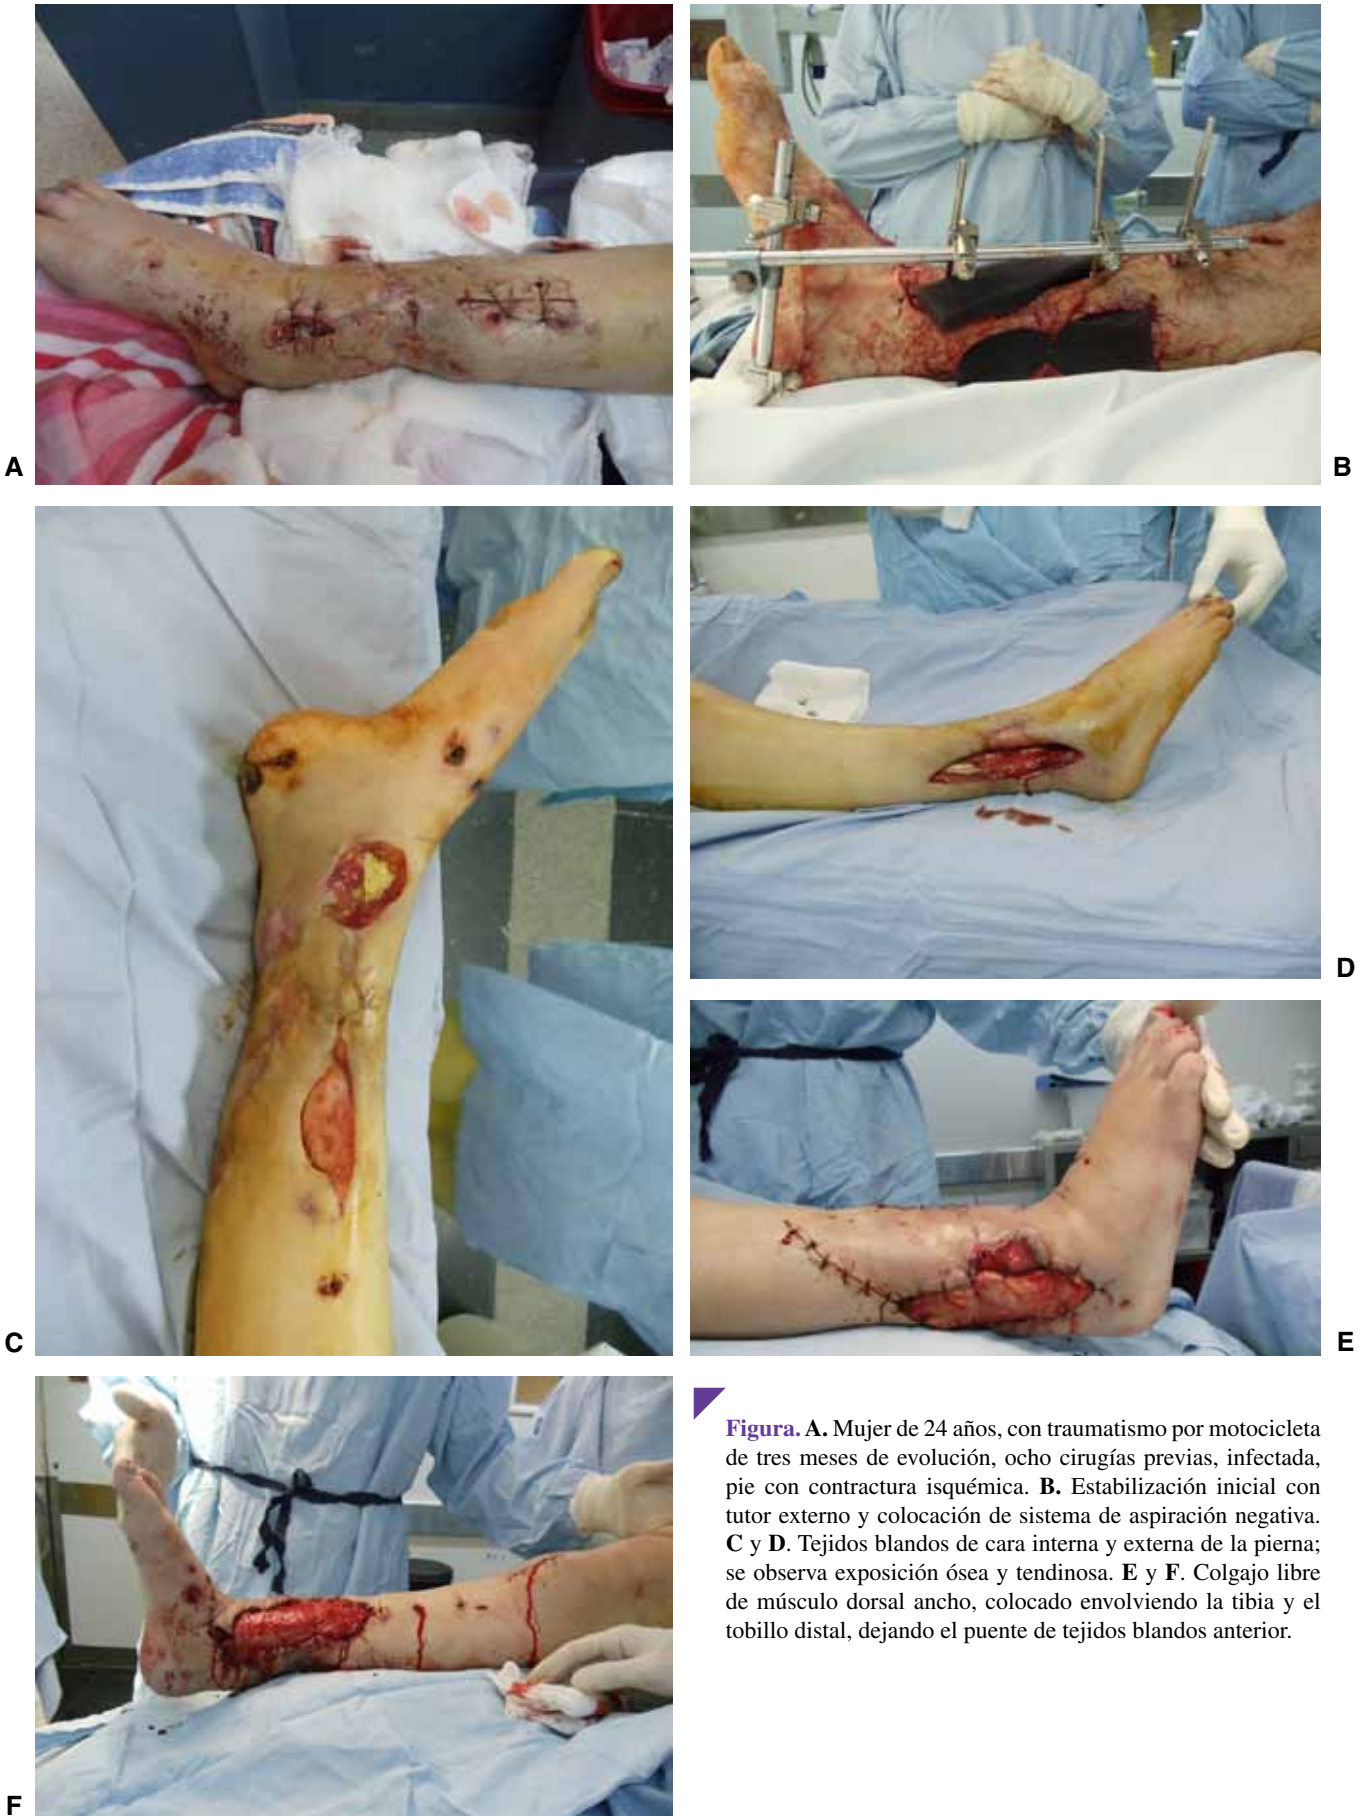 A
B
C
D
E
F
Figura. A. Mujer de 24 años, con traumatismo por motocicleta
de tres meses de evolución, ocho cirugías previas, infectada,
pie con contractura isquémica. B. Estabilización inicial con
tutor externo y colocación de sistema de aspiración negativa.
C y D. Tejidos blandos de cara interna y externa de la pierna;
se observa exposición ósea y tendinosa. E y F. Colgajo libre
de músculo dorsal ancho, colocado envolviendo la tibia y el
tobillo distal, dejando el puente de tejidos blandos anterior.